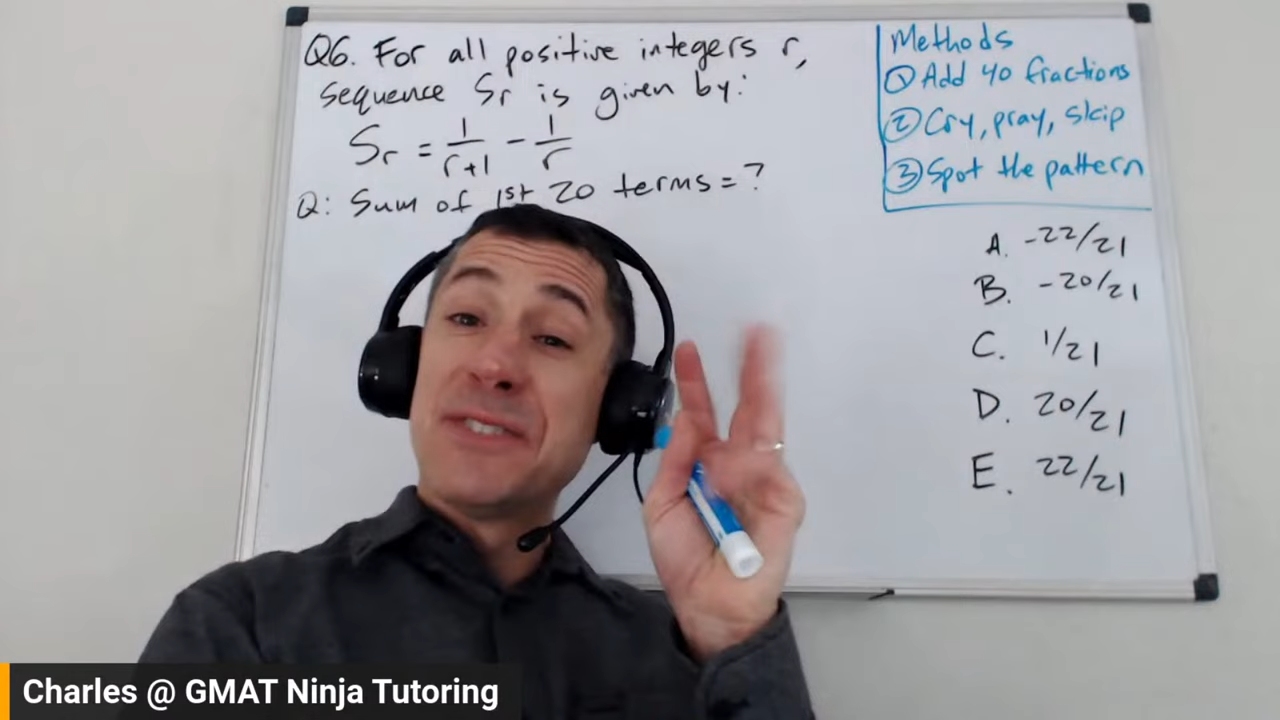 Q6. For all positive integers r,
sequence Sr is given by:
Sr = 1/(r+1) - 1/r
Q: Sum of 1st 20 terms = ?
Methods
① Add 40 fractions
② Cry, pray, skip
③ Spot the pattern
A. -22/21
B. -20/21
C. 1/21
D. 20/21
E. 22/21
Charles @ GMAT Ninja Tutoring